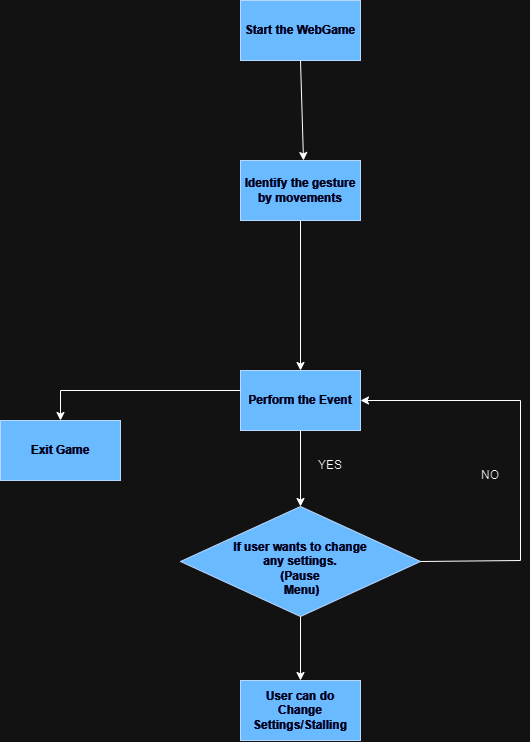 Start the WebGame
Identify the gesture
by movements
Perform the Event
Exit Game
YES
NO
If user wants to change
any settings.
(Pause
Menu)
User can do
Change
Settings/Stalling